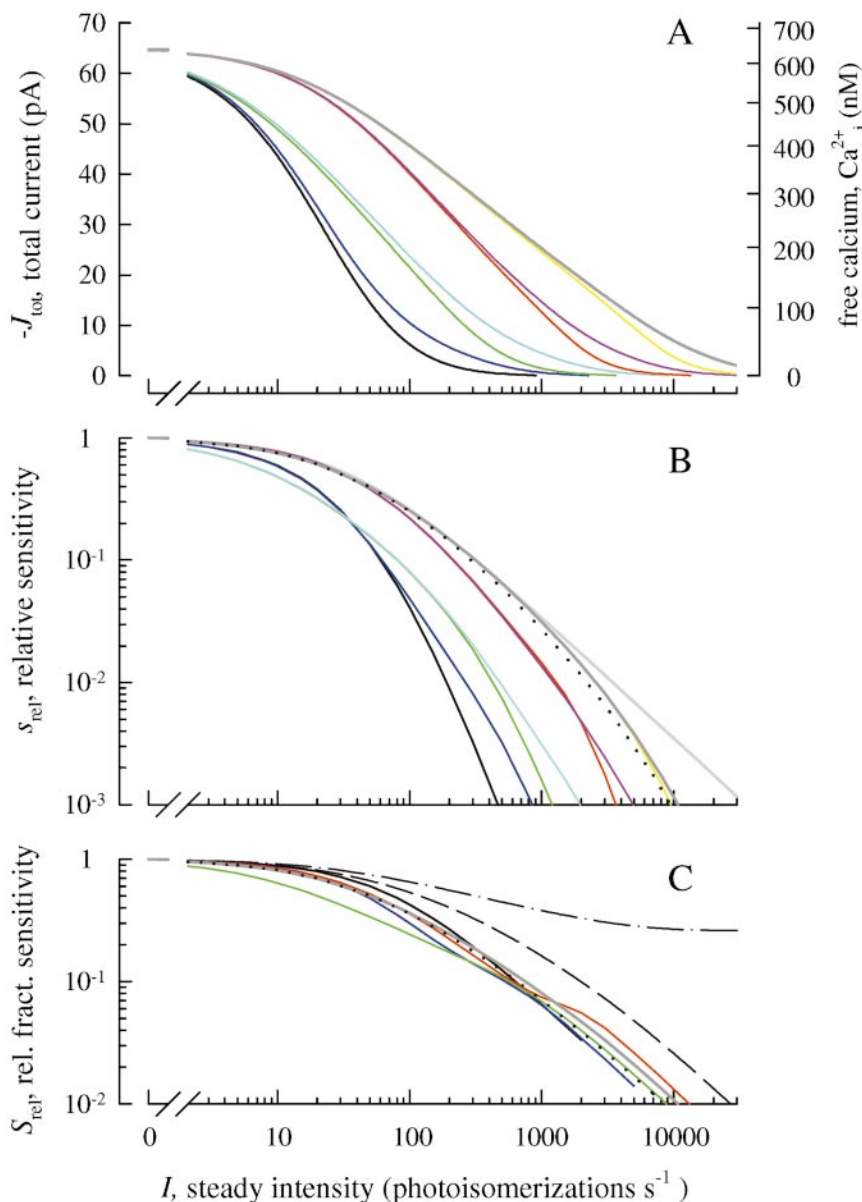 A
70
60
50
40
30
20
10
0
-J_tot, total current (pA)
700
600
500
400
300
200
100
0
free calcium, Ca²⁺_i (nM)
B
1
10⁻¹
10⁻²
10⁻³
s_rel, relative sensitivity
C
1
10⁻¹
10⁻²
S_rel, rel. fract. sensitivity
0 10 100 1000 10000
I, steady intensity (photoisomerizations s⁻¹)